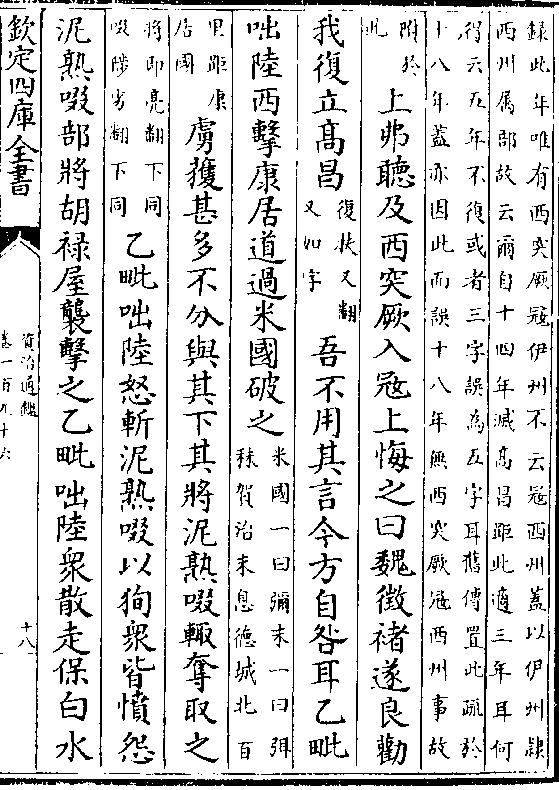 録此年唯有西突厥寇伊州不云寇西州蓋以伊州隷
西州属部故云爾自十四年滅高昌距此適三年耳何
得云五年不復或者三字誤為五字耳舊傳置此疏於
十八年蓋亦因此而誤十八年無西突厥寇西州事故
附於
此
上弗聽及西突厥入寇上悔之曰魏徴禇遂良勸
我復立髙昌
復扶又翻
又如字
吾不用其言今方自咎耳乙毗
咄陸西擊康居道過米國破之
米國一曰彌末一曰弭
秣賀治末息德城北百
里距康
居國
虜獲甚多不分與其下其將泥熟啜輙奪取之
將即亮翻下同
啜陟劣翻下同
乙毗咄陸怒斬泥熟啜以狥衆皆憤怨
泥熟啜部將胡禄屋襲擊之乙毗咄陸衆散走保白水
欽定四庫全書
資治通鑑
卷一百九十六
十八